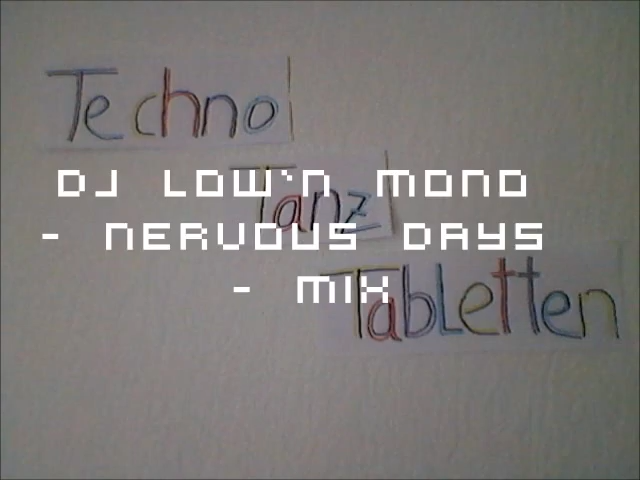 Techno
DJ LOW`N MONO
Tanz
- NERVOUS DAYS
- MIX
Tabletten